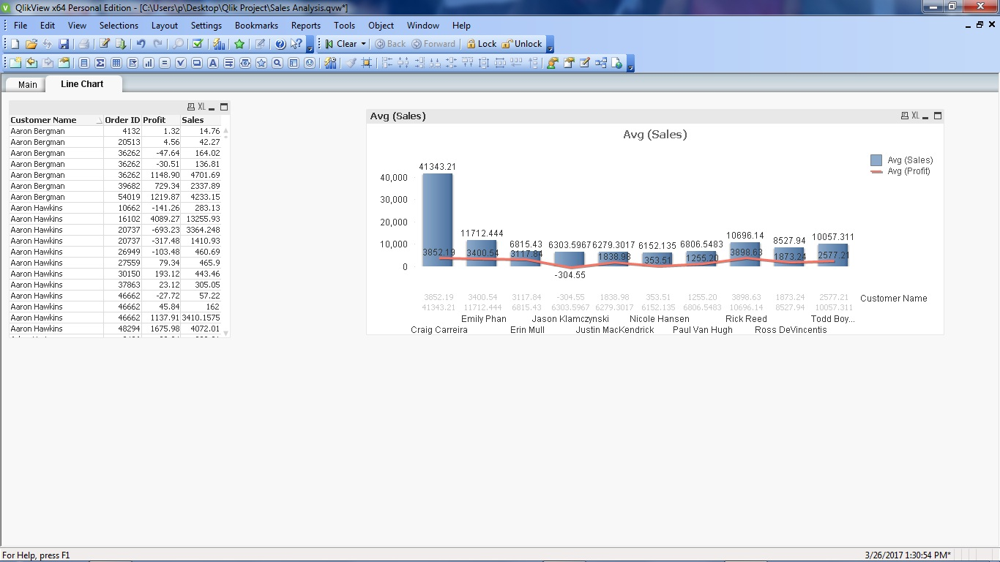 QlikView x64 Personal Edition - [C:\Users\p\Desktop\Qlik Project\Sales Analysis.qvw*]
File Edit View Selections Layout Settings Bookmarks Reports Tools Object Window Help
Clear Back Forward Lock Unlock
Main Line Chart
XL
Customer Name Order ID Profit Sales
Aaron Bergman 4132 1.32 14.76
Aaron Bergman 20513 4.56 42.27
Aaron Bergman 36262 -47.64 164.02
Aaron Bergman 36262 -30.51 136.81
Aaron Bergman 36262 1148.90 4701.69
Aaron Bergman 39682 729.34 2337.89
Aaron Bergman 54019 1219.87 4233.15
Aaron Hawkins 10662 -141.26 283.13
Aaron Hawkins 16102 4089.27 13255.93
Aaron Hawkins 20737 -693.23 3364.248
Aaron Hawkins 20737 -317.48 1410.93
Aaron Hawkins 26949 -103.48 460.69
Aaron Hawkins 27559 79.34 465.9
Aaron Hawkins 30150 193.12 443.46
Aaron Hawkins 37863 23.12 305.05
Aaron Hawkins 46662 -27.72 57.22
Aaron Hawkins 46662 45.84 162
Aaron Hawkins 46662 1137.91 3410.1575
Aaron Hawkins 48294 1675.98 4072.01
Avg (Sales) XL
Avg (Sales)
Avg (Sales)
Avg (Profit)
40,000
30,000
20,000
10,000
0
41343.21 11712.444 6815.43 6303.5967 6279.3017 6152.135 6806.5483 10696.14 8527.94 10057.311
3852.19 3400.54 3117.84 -304.55 1838.98 353.51 1255.20 3898.63 1873.24 2577.21
3852.19 3400.54 3117.84 -304.55 1838.98 353.51 1255.20 3898.63 1873.24 2577.21
41343.21 11712.444 6815.43 6303.5967 6279.3017 6152.135 6806.5483 10696.14 8527.94 10057.311
Customer Name
Emily Phan Jason Klamczynski Nicole Hansen Rick Reed Todd Boy...
Craig Carreira Erin Mull Justin MacKendrick Paul Van Hugh Ross DeVincentis
For Help, press F1 3/26/2017 1:30:54 PM*